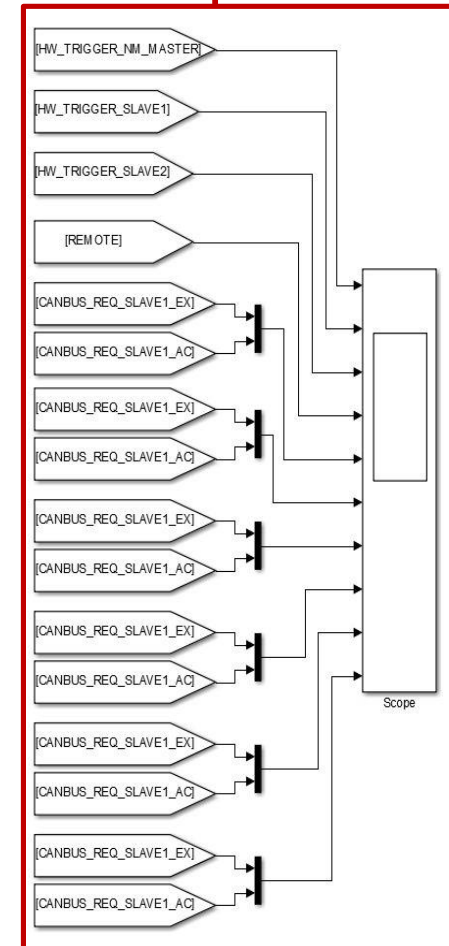 [HW_TRIGGER_NM_MASTER]
[HW_TRIGGER_SLAVE1]
[HW_TRIGGER_SLAVE2]
[REMOTE]
[CANBUS_REQ_SLAVE1_EX]
[CANBUS_REQ_SLAVE1_AC]
[CANBUS_REQ_SLAVE1_EX]
[CANBUS_REQ_SLAVE1_AC]
[CANBUS_REQ_SLAVE1_EX]
[CANBUS_REQ_SLAVE1_AC]
[CANBUS_REQ_SLAVE1_EX]
[CANBUS_REQ_SLAVE1_AC]
Scope
[CANBUS_REQ_SLAVE1_EX]
[CANBUS_REQ_SLAVE1_AC]
[CANBUS_REQ_SLAVE1_EX]
[CANBUS_REQ_SLAVE1_AC]